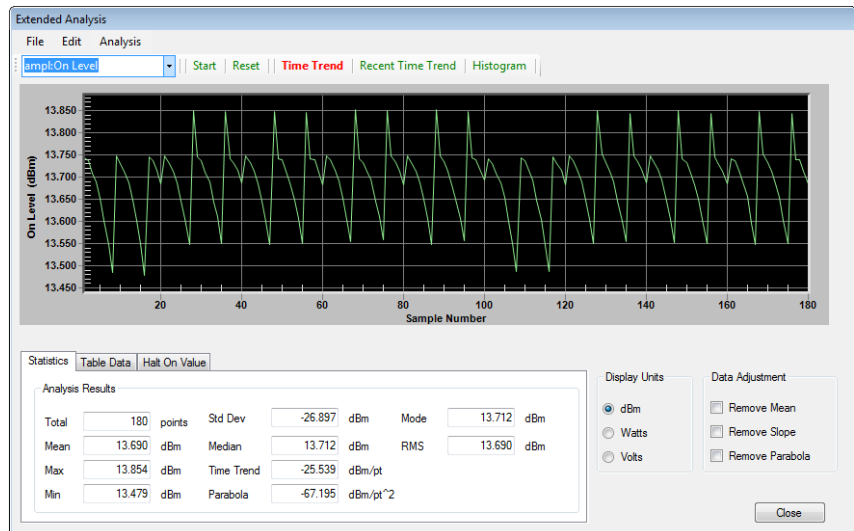 Extended Analysis
File Edit Analysis
ampl:On Level Start Reset Time Trend Recent Time Trend Histogram
On Level (dBm)
13.850
13.800
13.750
13.700
13.650
13.600
13.550
13.500
13.450
20 40 60 80 100 120 140 160 180
Sample Number
Statistics Table Data Halt On Value
Analysis Results
Total 180 points Std Dev -26.897 dBm Mode 13.712 dBm
Mean 13.690 dBm Median 13.712 dBm RMS 13.690 dBm
Max 13.854 dBm Time Trend -25.539 dBm/pt
Min 13.479 dBm Parabola -67.195 dBm/pt^2
Display Units
dBm
Watts
Volts
Data Adjustment
Remove Mean
Remove Slope
Remove Parabola
Close